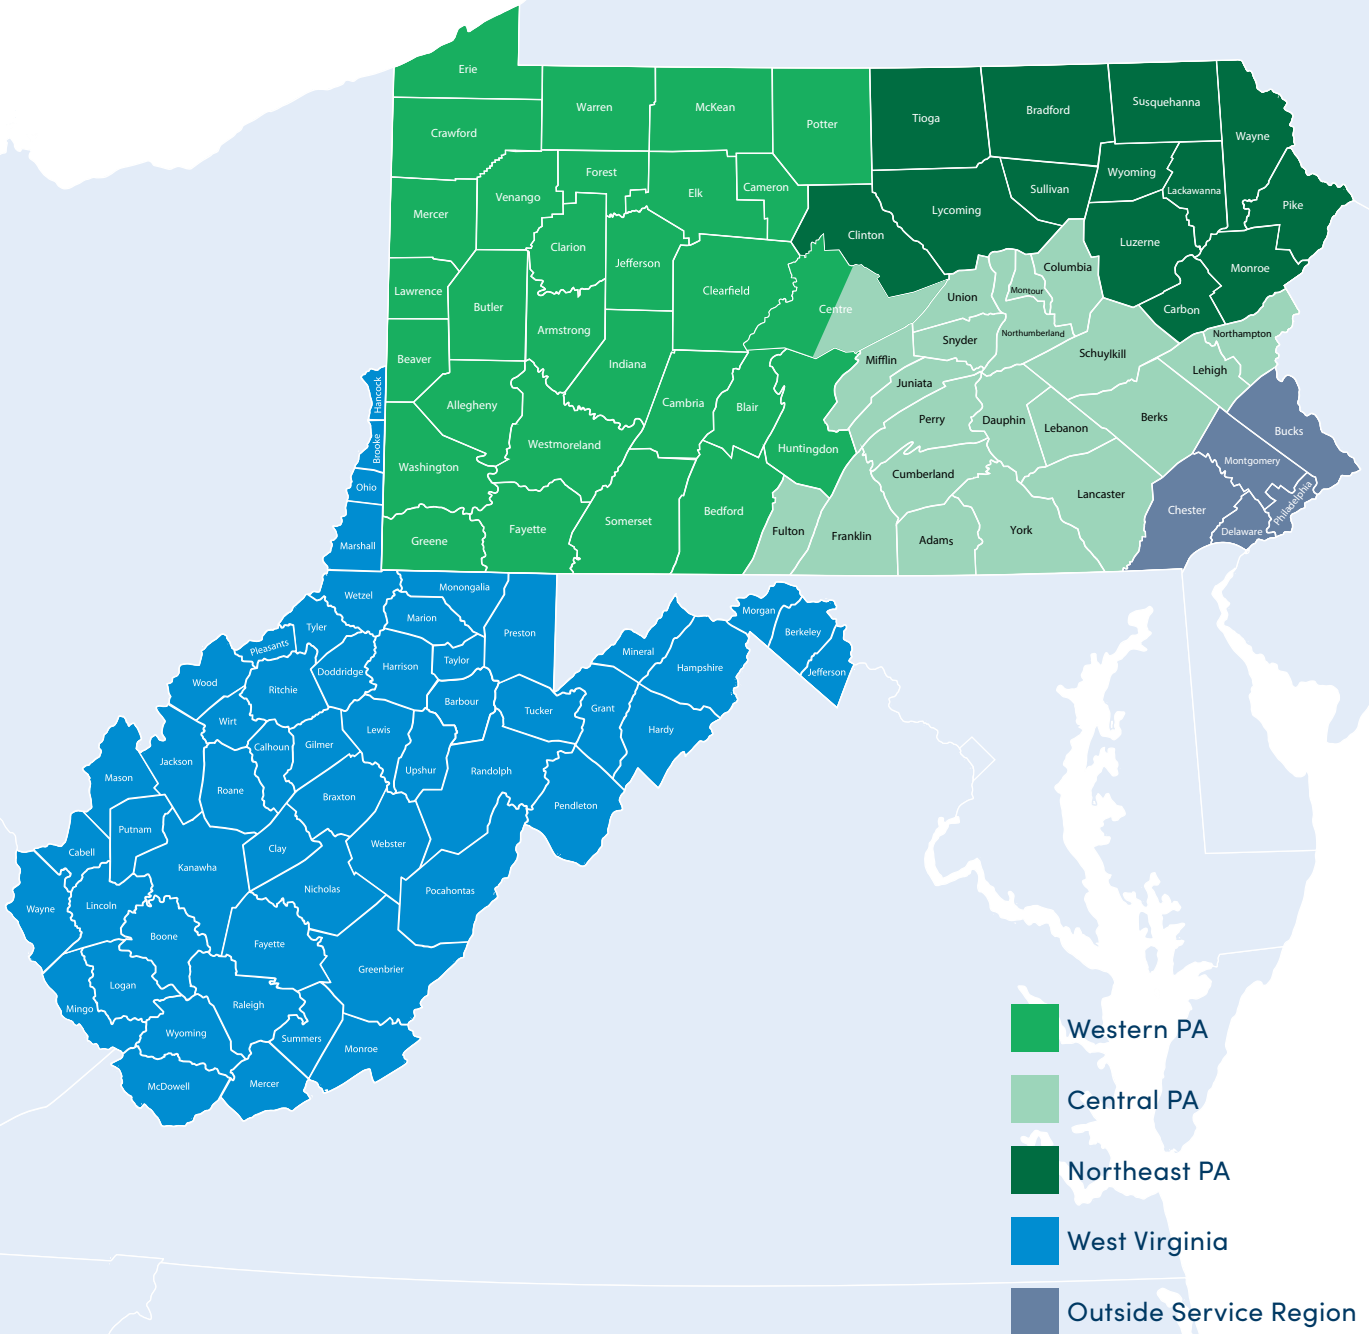 Erie
Warren
McKean
Potter
Tioga
Bradford
Susquehanna
Wayne
Crawford
Forest
Venango
Elk
Cameron
Mercer
Clarion
Jefferson
Clearfield
Centre
Clinton
Lycoming
Sullivan
Wyoming
Lackawanna
Pike
Luzerne
Monroe
Carbon
Lawrence
Butler
Armstrong
Indiana
Beaver
Allegheny
Cambria
Blair
Westmoreland
Huntingdon
Washington
Greene
Fayette
Somerset
Bedford
Columbia
Montour
Union
Northumberland
Snyder
Mifflin
Juniata
Schuylkill
Northampton
Lehigh
Perry
Dauphin
Lebanon
Berks
Cumberland
Lancaster
Fulton
Franklin
Adams
York
Bucks
Montgomery
Philadelphia
Chester
Delaware
Hancock
Brooke
Ohio
Marshall
Wetzel
Monongalia
Marion
Preston
Tyler
Pleasants
Doddridge
Harrison
Taylor
Wood
Ritchie
Barbour
Tucker
Mineral
Hampshire
Morgan
Berkeley
Jefferson
Grant
Hardy
Wirt
Calhoun
Gilmer
Lewis
Upshur
Randolph
Jackson
Mason
Roane
Braxton
Pendleton
Putnam
Cabell
Kanawha
Clay
Webster
Nicholas
Pocahontas
Wayne
Lincoln
Boone
Fayette
Greenbrier
Logan
Mingo
Raleigh
Wyoming
Summers
Monroe
McDowell
Mercer
Western PA
Central PA
Northeast PA
West Virginia
Outside Service Region